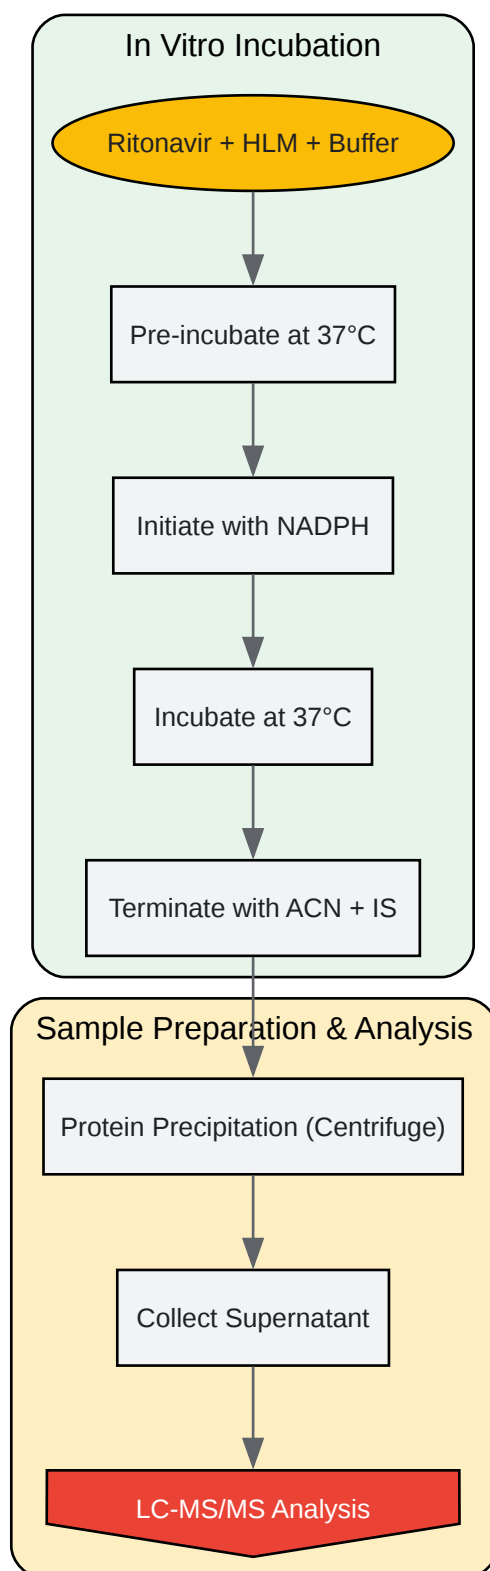 In Vitro Incubation
Ritonavir + HLM + Buffer
Pre-incubate at 37°C
Initiate with NADPH
Incubate at 37°C
Terminate with ACN + IS
Sample Preparation & Analysis
Protein Precipitation (Centrifuge)
Collect Supernatant
LC-MS/MS Analysis